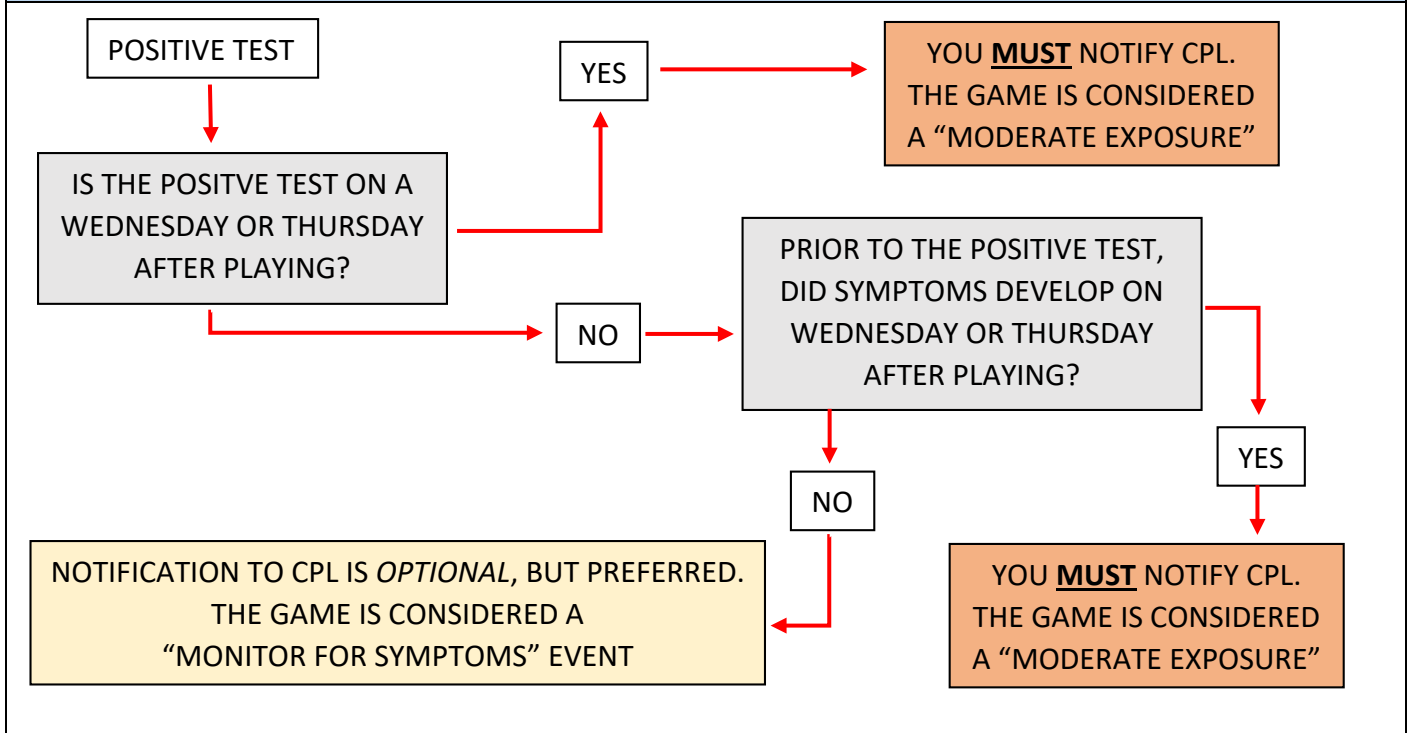 POSITIVE TEST
YES
YOU MUST NOTIFY CPL.
THE GAME IS CONSIDERED
A “MODERATE EXPOSURE”
IS THE POSITVE TEST ON A
WEDNESDAY OR THURSDAY
AFTER PLAYING?
NO
PRIOR TO THE POSITIVE TEST,
DID SYMPTOMS DEVELOP ON
WEDNESDAY OR THURSDAY
AFTER PLAYING?
YES
NO
YOU MUST NOTIFY CPL.
THE GAME IS CONSIDERED
A “MODERATE EXPOSURE”
NOTIFICATION TO CPL IS OPTIONAL, BUT PREFERRED.
THE GAME IS CONSIDERED A
“MONITOR FOR SYMPTOMS” EVENT